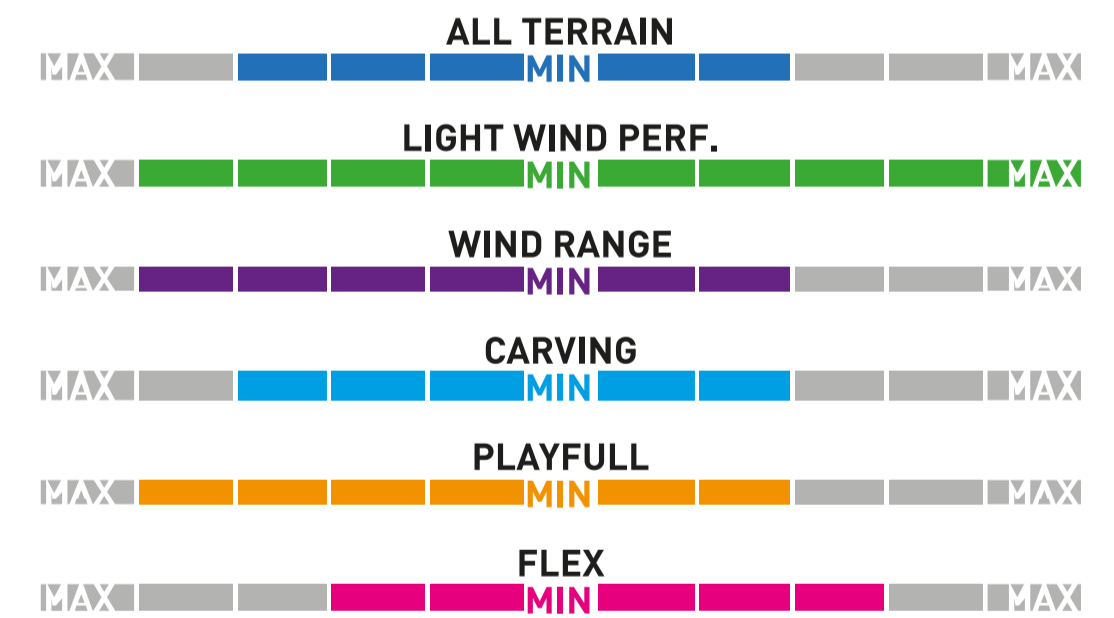 ALL TERRAIN
MAX MIN MAX
LIGHT WIND PERF.
MAX MIN MAX
WIND RANGE
MAX MIN MAX
CARVING
MAX MIN MAX
PLAYFULL
MAX MIN MAX
FLEX
MAX MIN MAX